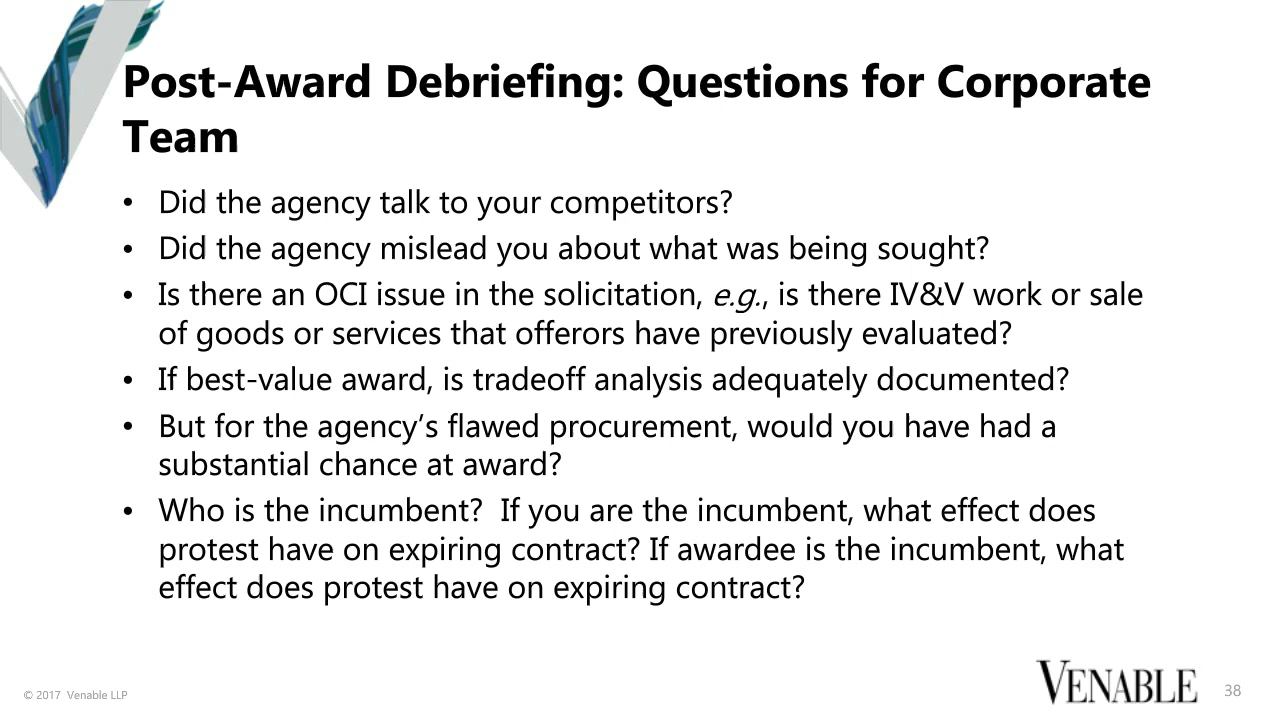 Post-Award Debriefing: Questions for Corporate
Team
• Did the agency talk to your competitors?
• Did the agency mislead you about what was being sought?
• Is there an OCI issue in the solicitation, e.g., is there IV&V work or sale
of goods or services that offerors have previously evaluated?
• If best-value award, is tradeoff analysis adequately documented?
• But for the agency’s flawed procurement, would you have had a
substantial chance at award?
• Who is the incumbent?  If you are the incumbent, what effect does
protest have on expiring contract? If awardee is the incumbent, what
effect does protest have on expiring contract?
© 2017 Venable LLP
VENABLE
38